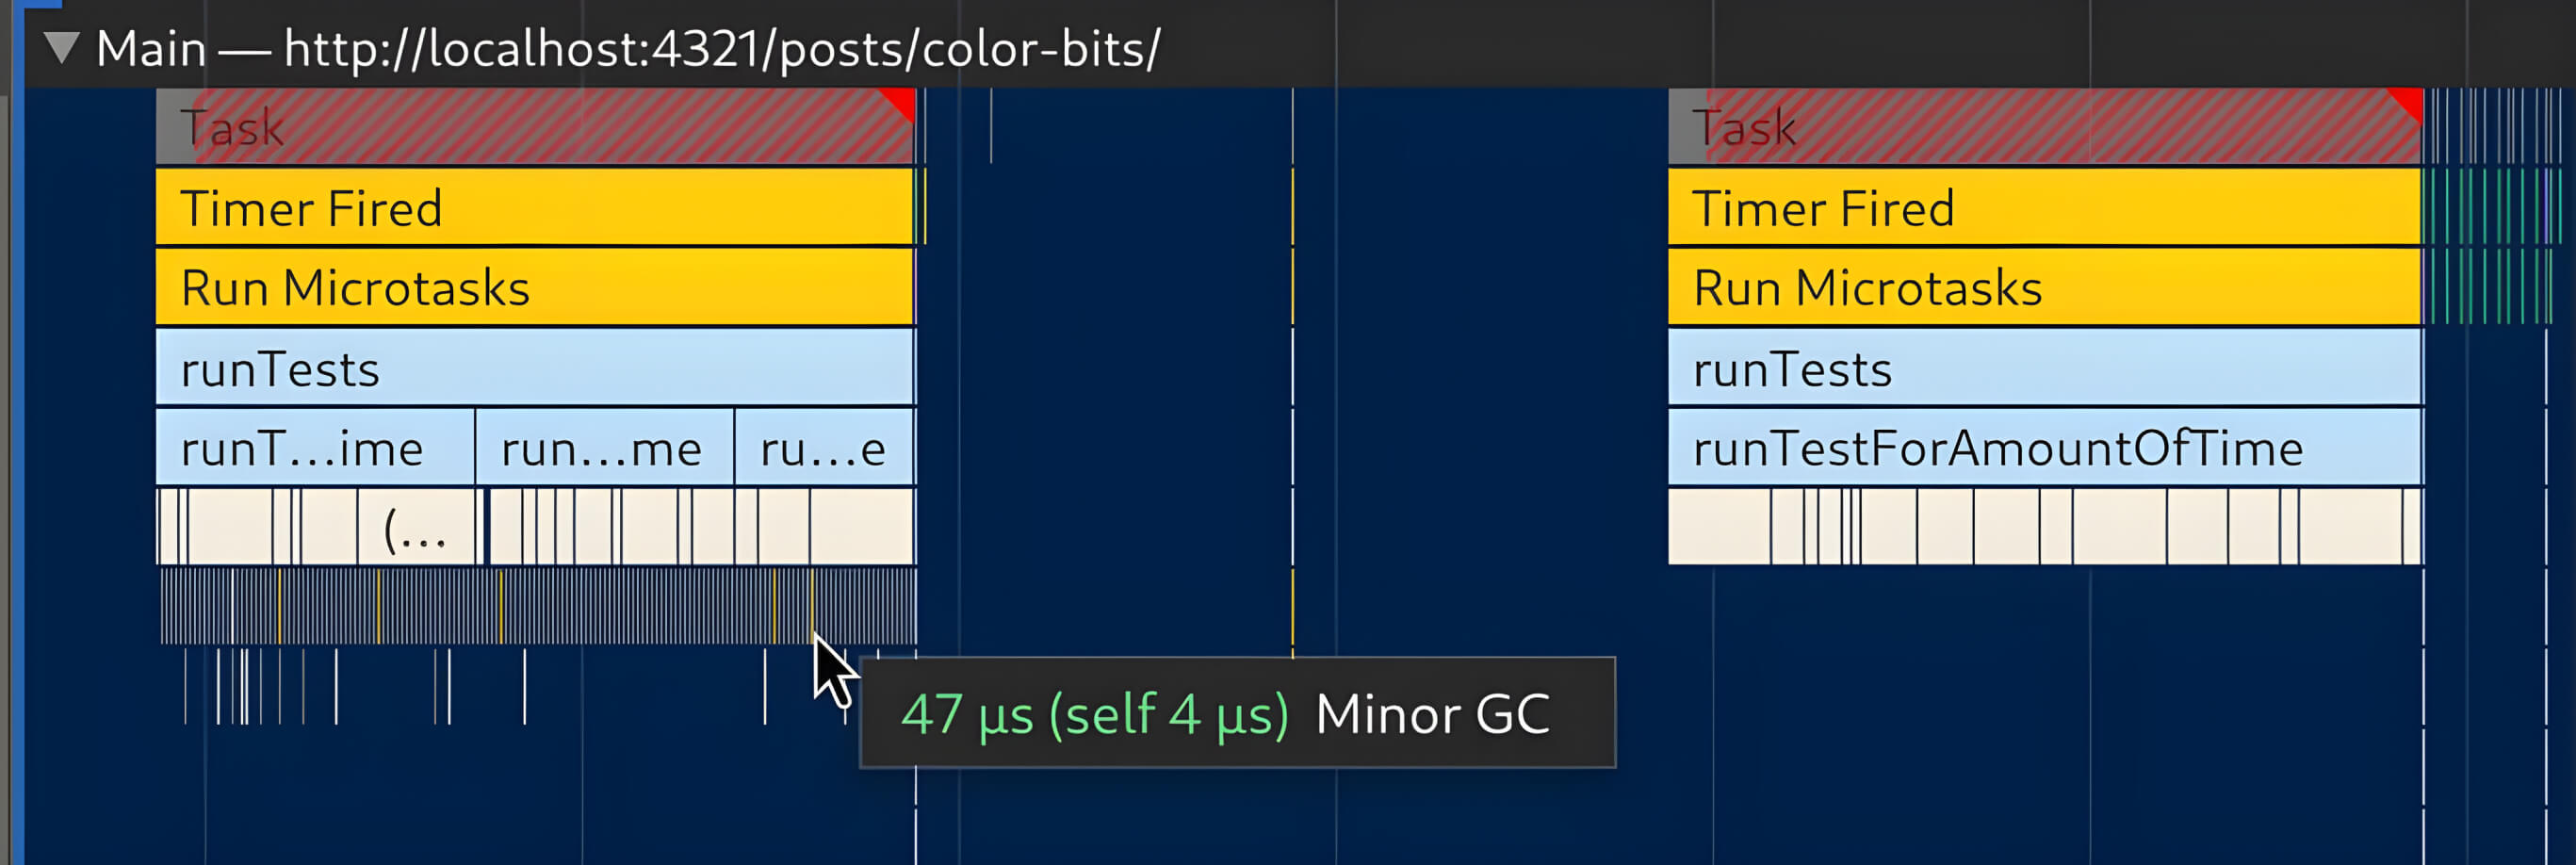 Main — http://localhost:4321/posts/color-bits/
Task
Task
Timer Fired
Timer Fired
Run Microtasks
Run Microtasks
runTests
runTests
runT…ime
run…me
ru…e
runTestForAmountOfTime
(…
47 μs (self 4 μs) Minor GC